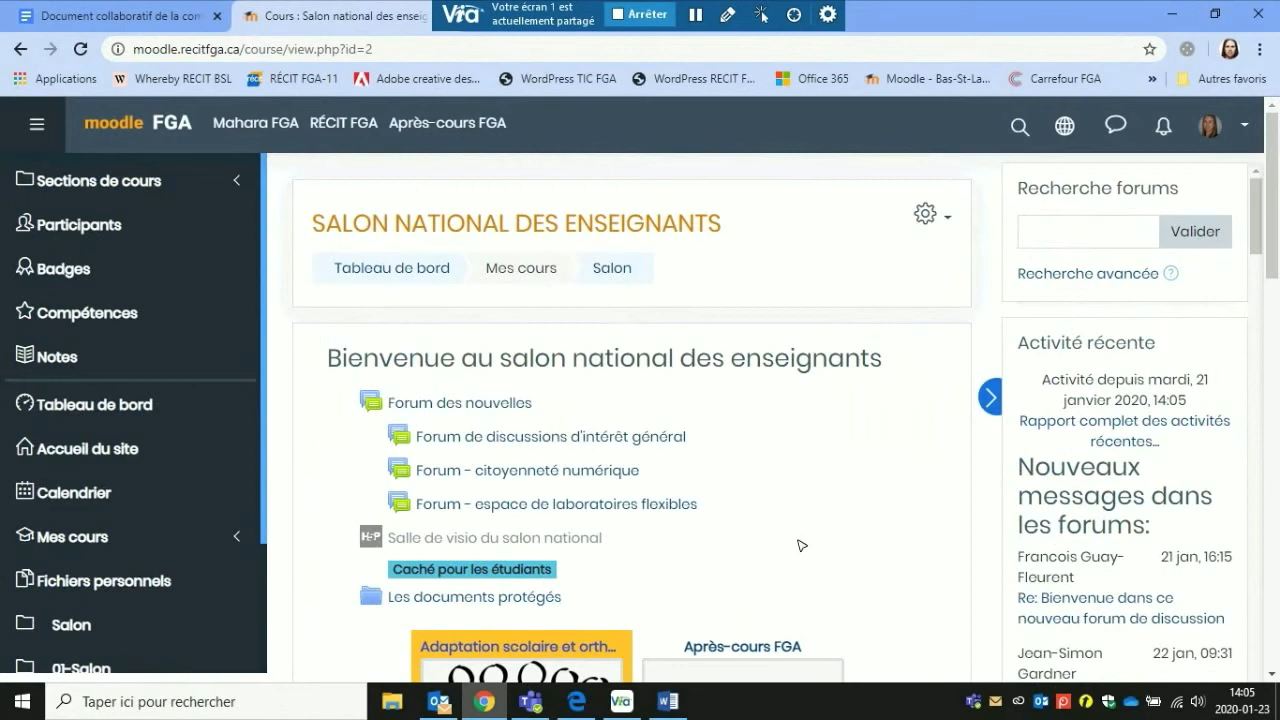 Document collaboratif de FGA a com
Cours : Salon national des enseig
Via
Votre écran 1 est
actuellement partagé
Arrêter
moodle.recitfga.ca/course/view.php?id=2
Applications
Whereby RECIT BSL
RÉCIT FGA-11
Adobe creative des...
WordPress TIC FGA
WordPress RECIT F...
Office 365
Moodle - Bas-St-La...
Carrefour FGA
»
Autres favoris
moodle FGA
Mahara FGA
RÉCIT FGA
Après-cours FGA
Sections de cours
Participants
Badges
Compétences
Notes
Tableau de bord
Accueil du site
Calendrier
Mes cours
Fichiers personnels
Salon
01-Salon
SALON NATIONAL DES ENSEIGNANTS
Tableau de bord
Mes cours
Salon
Bienvenue au salon national des enseignants
Forum des nouvelles
Forum de discussions d'intérêt général
Forum - citoyenneté numérique
Forum - espace de laboratoires flexibles
H5P
Salle de visio du salon national
Caché pour les étudiants
Les documents protégés
Adaptation scolaire et orth...
Après-cours FGA
Recherche forums
Valider
Recherche avancée
Activité récente
Activité depuis mardi, 21
janvier 2020, 14:05
Rapport complet des activités
récentes...
Nouveaux
messages dans
les forums:
Francois Guay-
Fleurent
21 jan, 16:15
Re: Bienvenue dans ce
nouveau forum de discussion
Jean-Simon
Gardner
22 jan, 09:31
Taper ici pour rechercher
14:05
2020-01-23